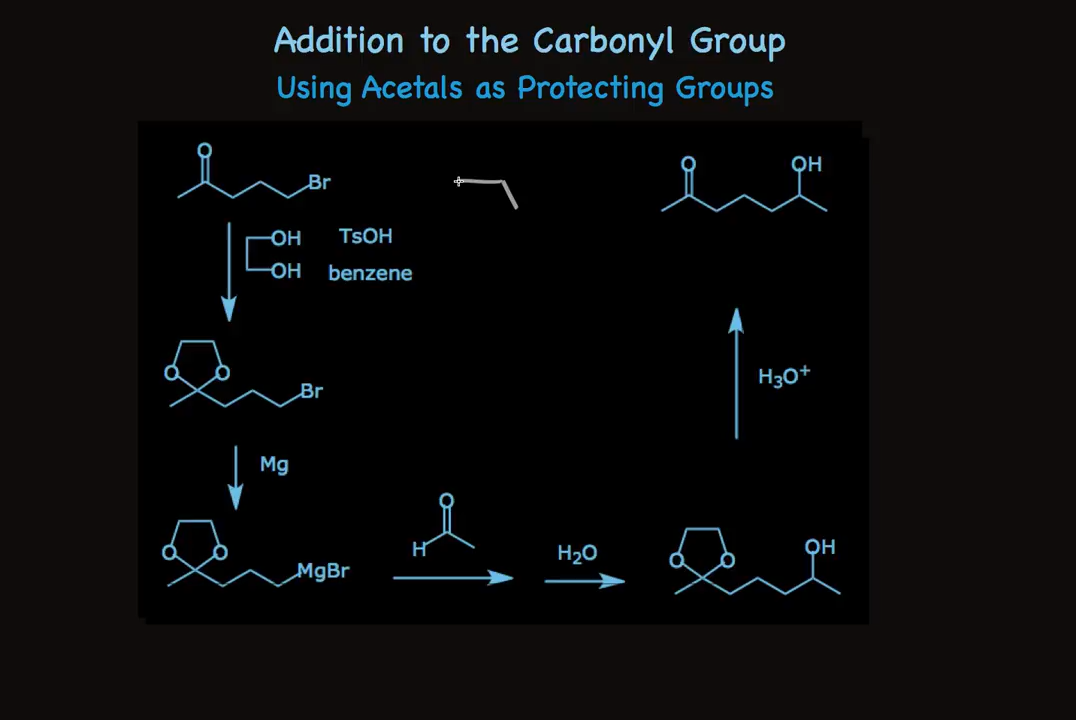 Addition to the Carbonyl Group
Using Acetals as Protecting Groups
O
Br
O
OH
OH
TsOH
OH
benzene
O
O
Br
H₃O⁺
Mg
O
O
MgBr
O
H
H₂O
O
O
OH